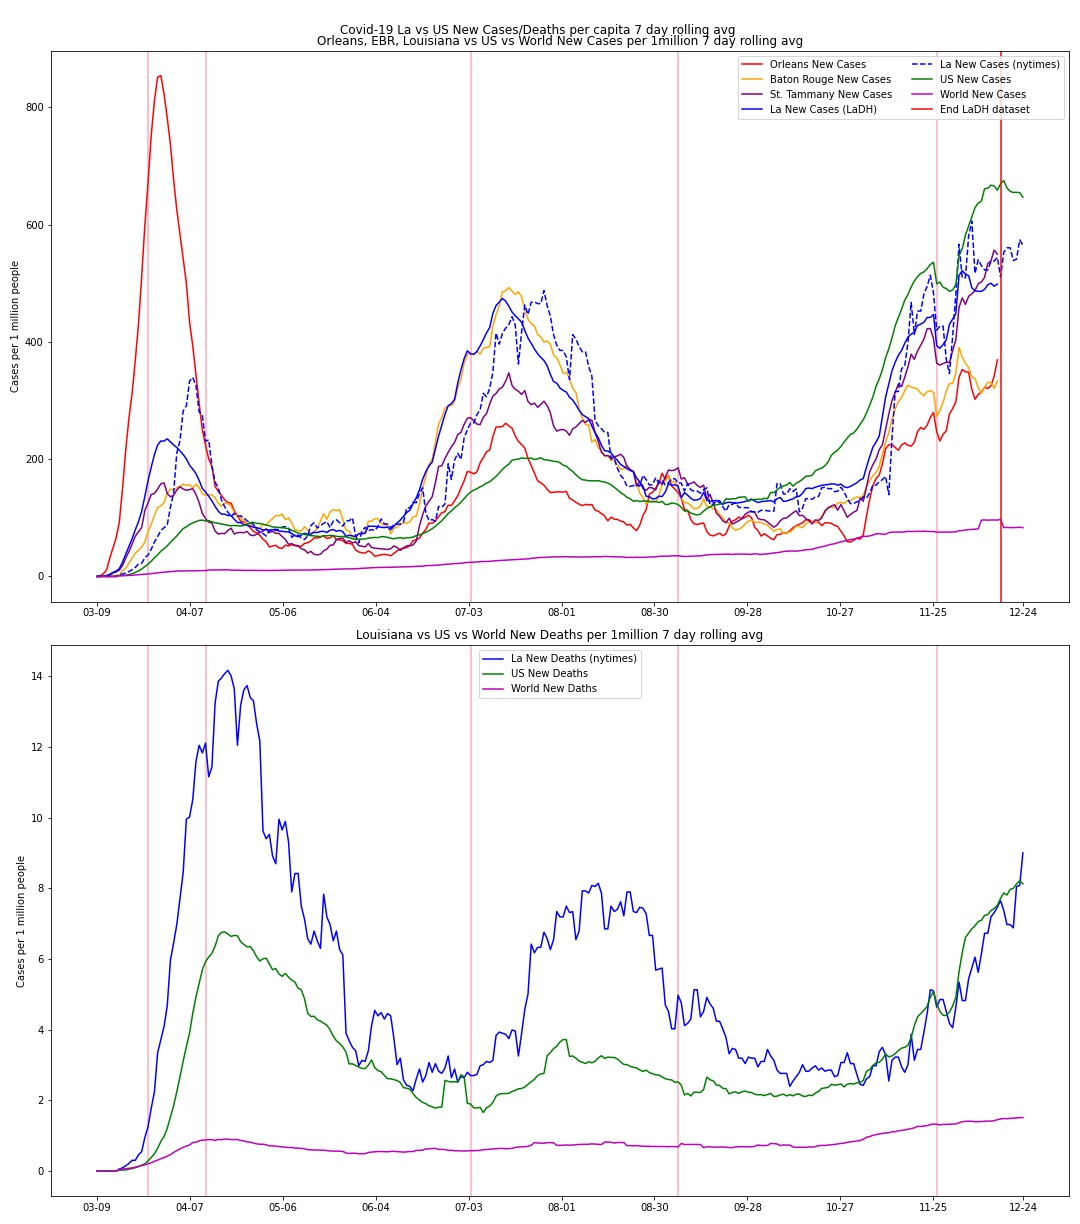 Covid-19 La vs US New Cases/Deaths per capita 7 day rolling avg
Orleans, EBR, Louisiana vs US vs World New Cases per 1million 7 day rolling avg
Orleans New Cases
Baton Rouge New Cases
St. Tammany New Cases
La New Cases (LaDH)
La New Cases (nytimes)
US New Cases
World New Cases
End LaDH dataset
Cases per 1 million people
800
600
400
200
0
03-09 04-07 05-06 06-04 07-03 08-01 08-30 09-28 10-27 11-25 12-24
Louisiana vs US vs World New Deaths per 1million 7 day rolling avg
La New Deaths (nytimes)
US New Deaths
World New Daths
Cases per 1 million people
14
12
10
8
6
4
2
0
03-09 04-07 05-06 06-04 07-03 08-01 08-30 09-28 10-27 11-25 12-24